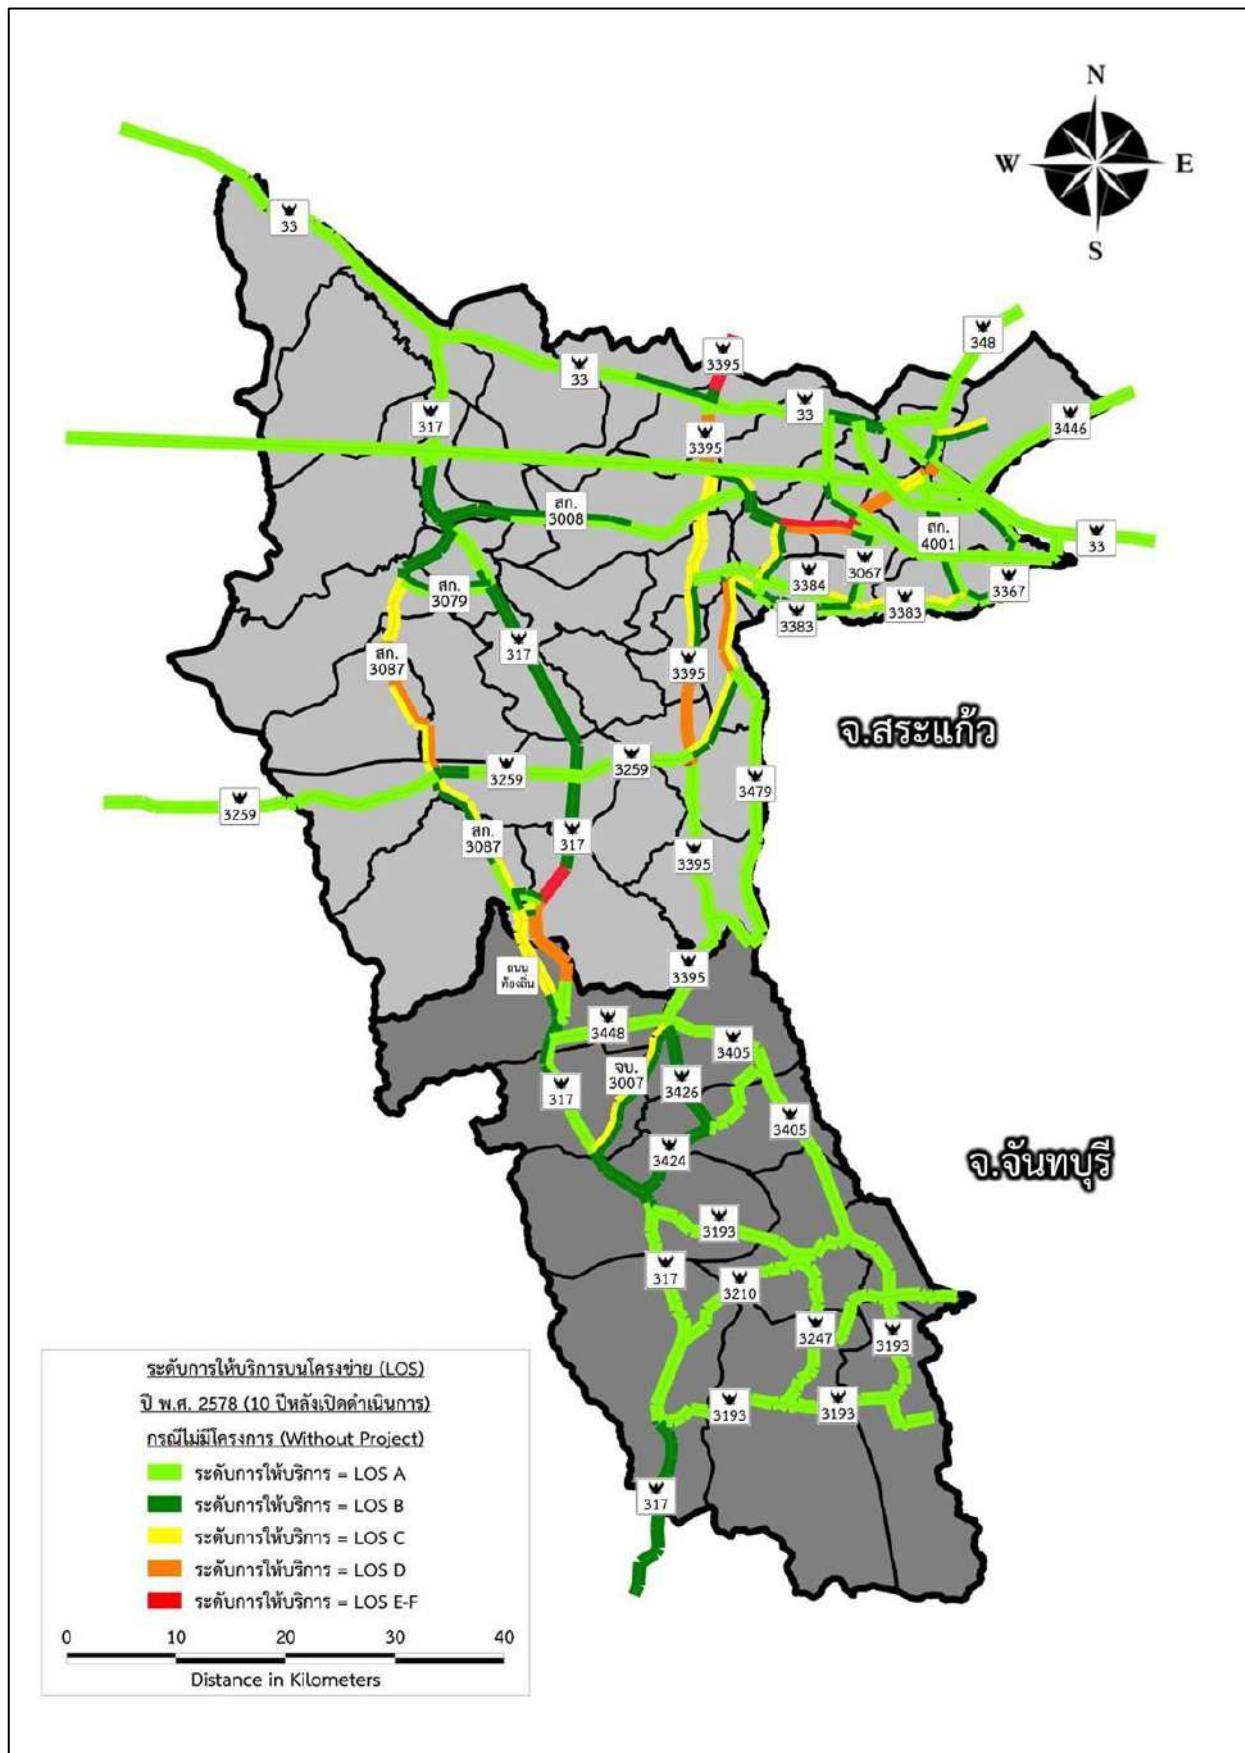 N
W
E
S
33
348
3395
33
3446
33
317
3395
สก.
3008
สก.
4001
33
3067
3384
3367
สก.
3079
3383
3383
317
สก.
3087
3395
จ.สระแก้ว
3259
3259
3479
3259
สก.
3087
317
3395
ถนน
ท้องถิ่น
3395
3448
3405
จบ.
3007
3426
317
3405
3424
จ.จันทบุรี
3193
317
3210
3247
3193
3193
3193
317
ระดับการให้บริการบนโครงข่าย (LOS)
ปี พ.ศ. 2578 (10 ปีหลังเปิดดำเนินการ)
กรณีไม่มีโครงการ (Without Project)
ระดับการให้บริการ = LOS A
ระดับการให้บริการ = LOS B
ระดับการให้บริการ = LOS C
ระดับการให้บริการ = LOS D
ระดับการให้บริการ = LOS E-F
0 10 20 30 40
Distance in Kilometers